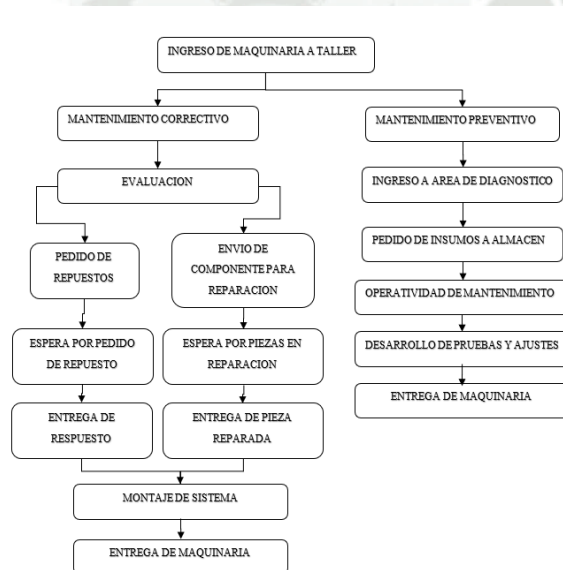 INGRESO DE MAQUINARIA A TALLER
MANTENIMIENTO CORRECTIVO
EVALUACION
PEDIDO DE
REPUESTOS
ENVIO DE
COMPONENTE PARA
REPARACION
ESPERA POR PEDIDO
DE REPUESTO
ESPERA POR PIEZAS EN
REPARACION
ENTREGA DE
RESPUESTO
ENTREGA DE PIEZA
REPARADA
MONTAJE DE SISTEMA
ENTREGA DE MAQUINARIA
MANTENIMIENTO PREVENTIVO
INGRESO A AREA DE DIAGNOSTICO
PEDIDO DE INSUMOS A ALMACEN
OPERATIVIDAD DE MANTENIMIENTO
DESARROLLO DE PRUEBAS Y AJUSTES
ENTREGA DE MAQUINARIA